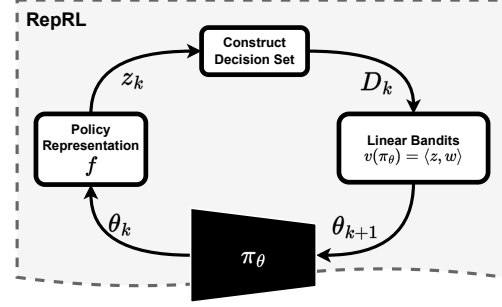 RepRL
Construct
Decision Set
z_k
D_k
Policy
Representation
f
Linear Bandits
v(π_θ) = ⟨z, w⟩
θ_k
θ_{k+1}
π_θ